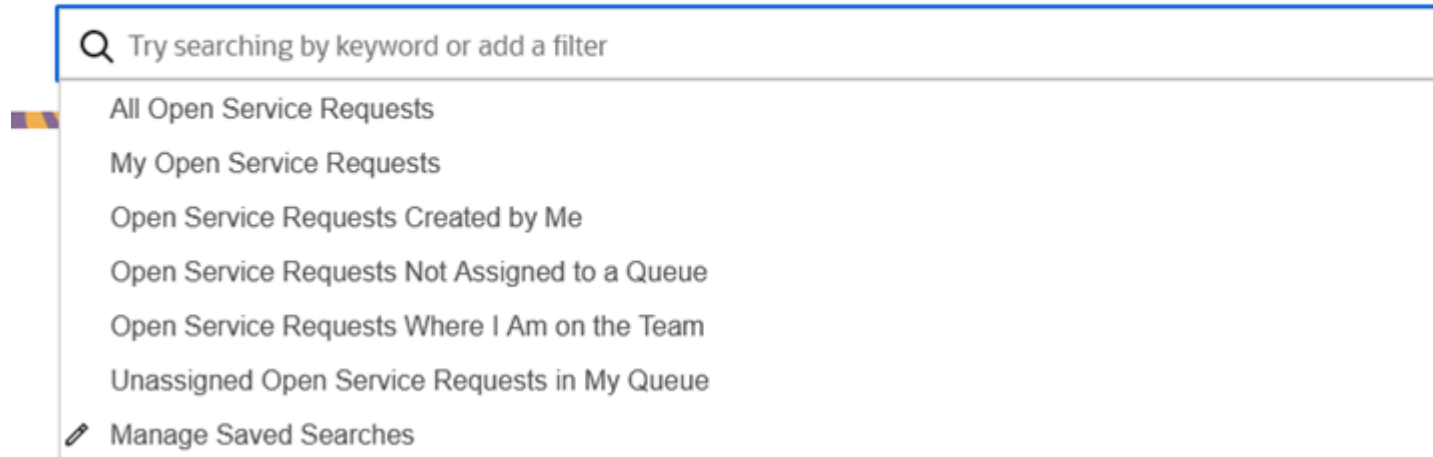 Try searching by keyword or add a filter
All Open Service Requests
My Open Service Requests
Open Service Requests Created by Me
Open Service Requests Not Assigned to a Queue
Open Service Requests Where I Am on the Team
Unassigned Open Service Requests in My Queue
Manage Saved Searches